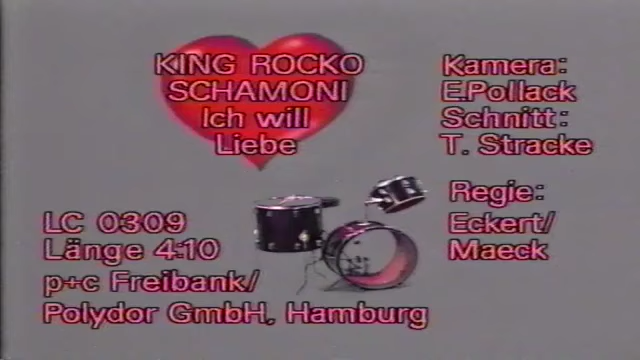 KING ROCKO
SCHAMONI
Ich will
Liebe
Kamera:
E.Pollack
Schnitt:
T. Stracke
Regie:
Eckert/
Maeck
LC 0309
Länge 4:10
p+c Freibank/
Polydor GmbH, Hamburg